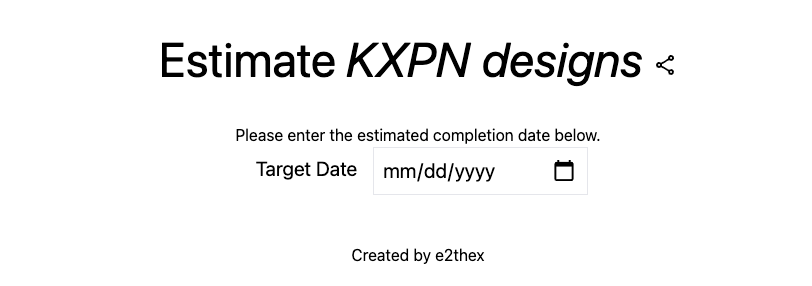 Estimate KXPN designs
Please enter the estimated completion date below.
Target Date mm/dd/yyyy
Created by e2thex